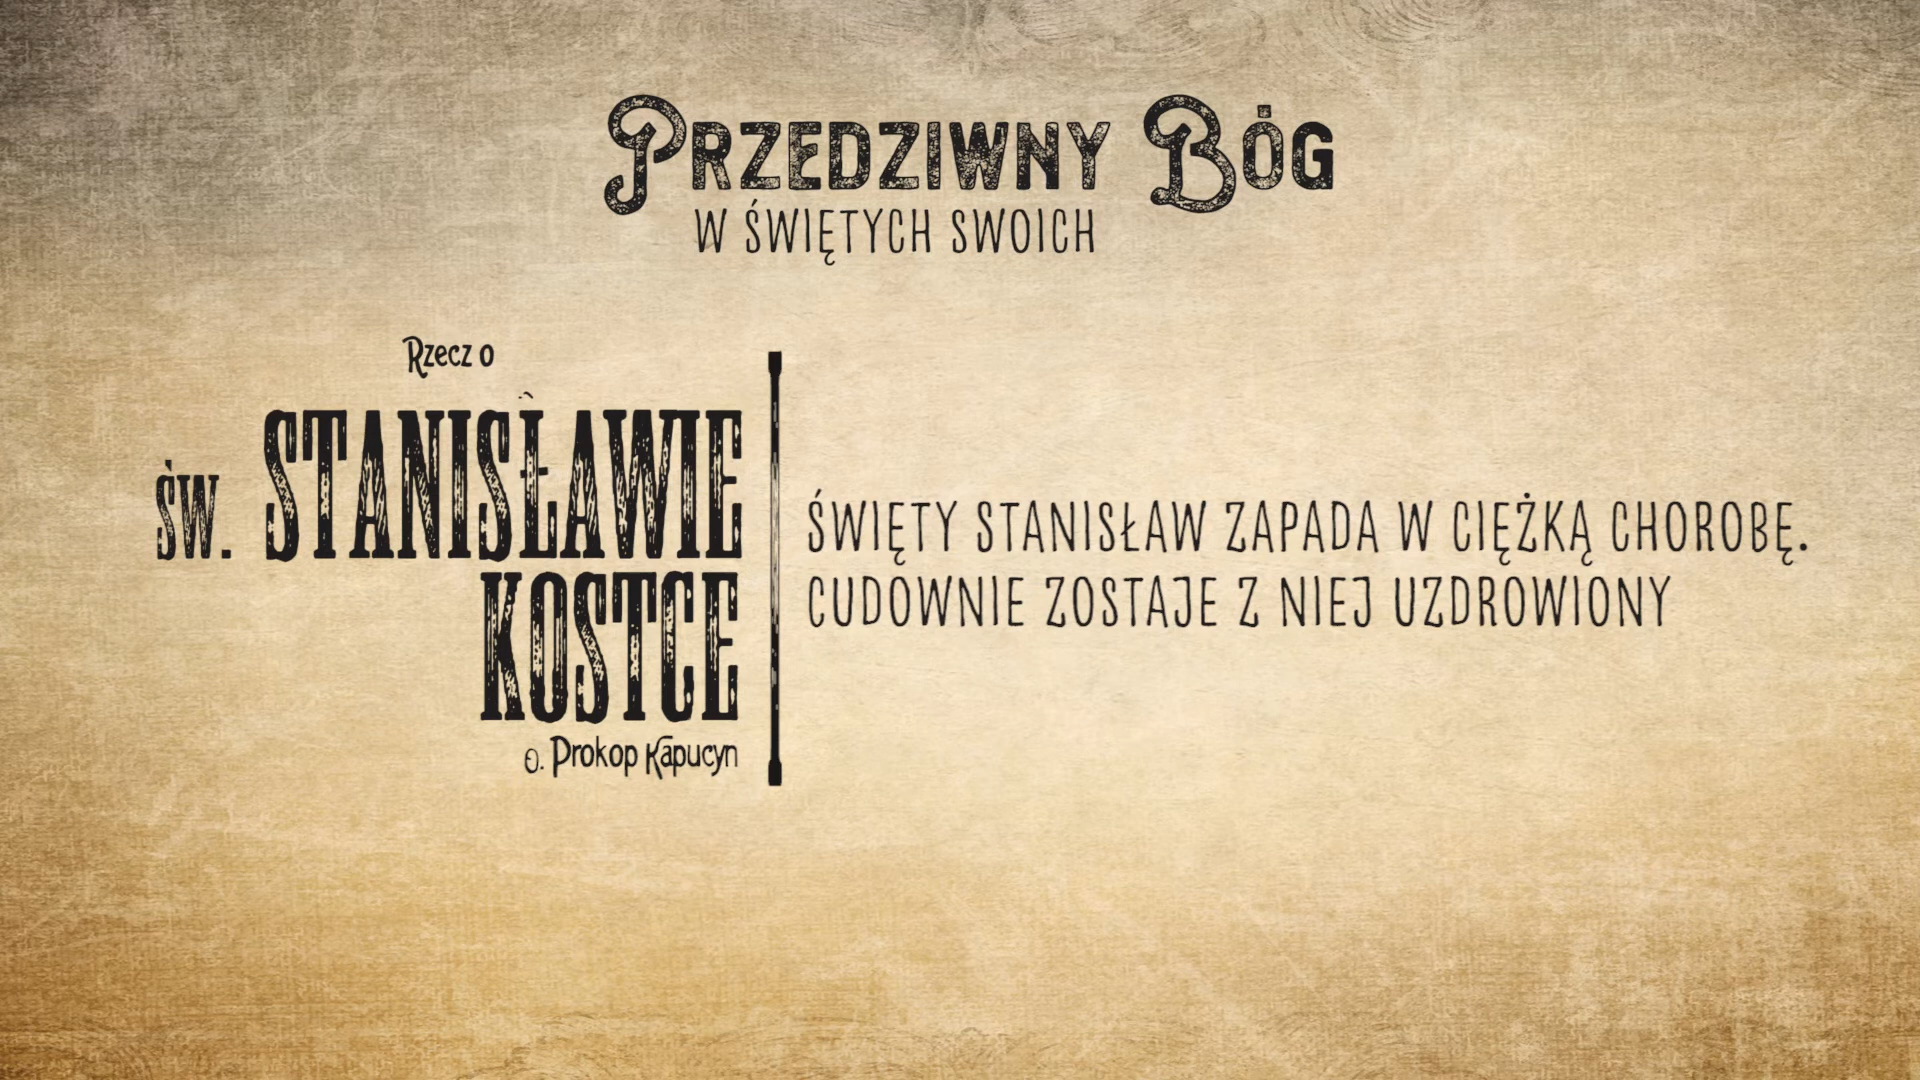 Przedziwny Bóg
w świętych swoich
Rzecz o
św. STANISŁAWIE
KOSTCE
o. Prokop Kapucyn
ŚWIĘTY STANISŁAW ZAPADA W CIĘŻKĄ CHOROBĘ.
CUDOWNIE ZOSTAJE Z NIEJ UZDROWIONY